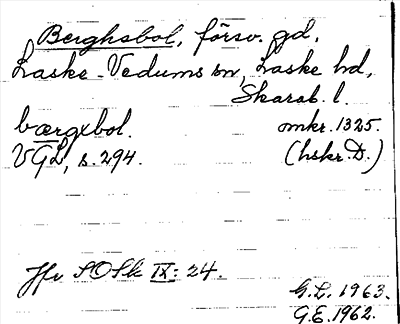 Berghsbol, försv. gd,
Laske-Vedums sn, Laske hd,
Skarab. l.
bærgxbol. omkr. 1325.
VGL, s. 294. (hskr. D.)
Jfr SOSk IX: 24.
G.L. 1963.
G.E. 1962.